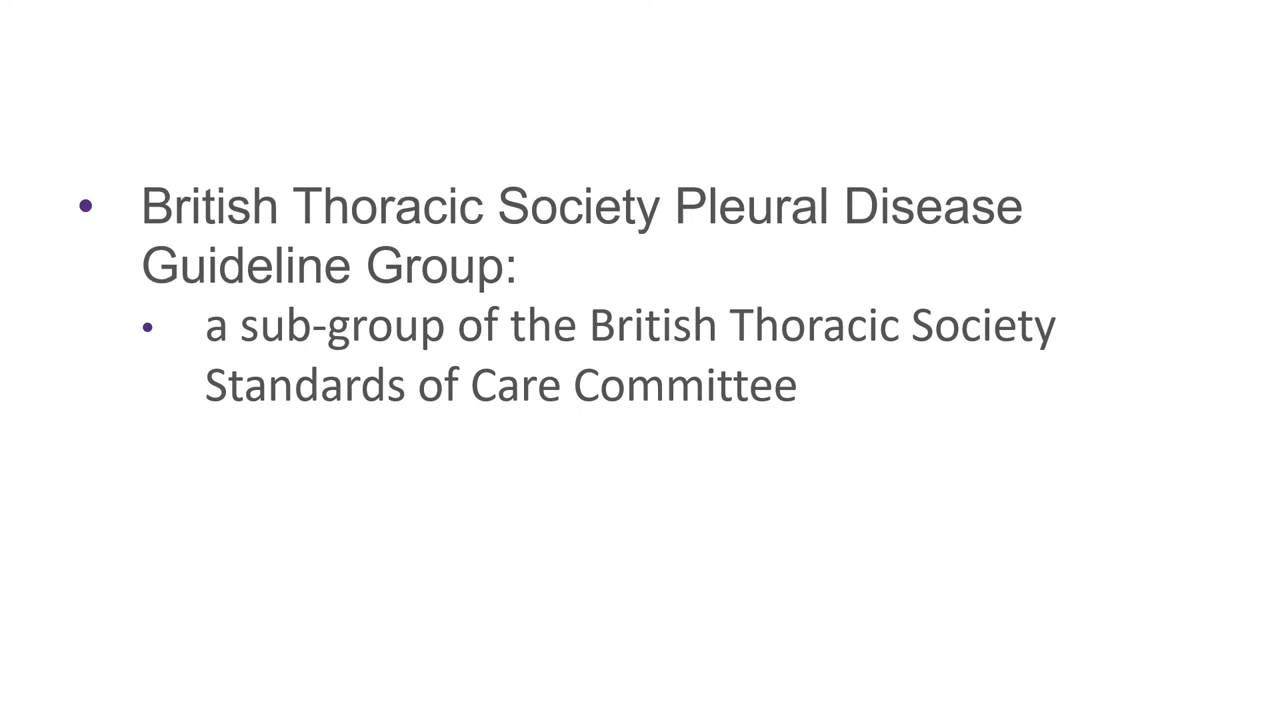 • British Thoracic Society Pleural Disease
Guideline Group:
• a sub-group of the British Thoracic Society
Standards of Care Committee